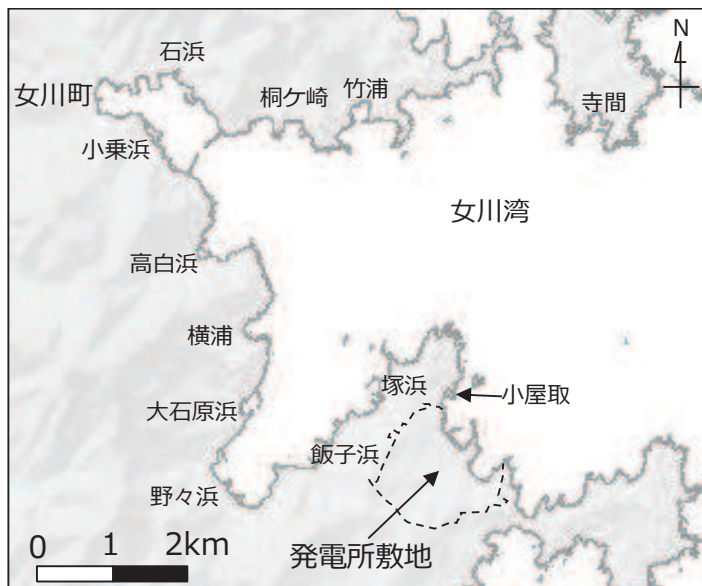 石浜
N
女川町
桐ケ崎
竹浦
寺間
小乗浜
女川湾
高白浜
横浦
塚浜
小屋取
大石原浜
飯子浜
野々浜
0 1 2km
発電所敷地